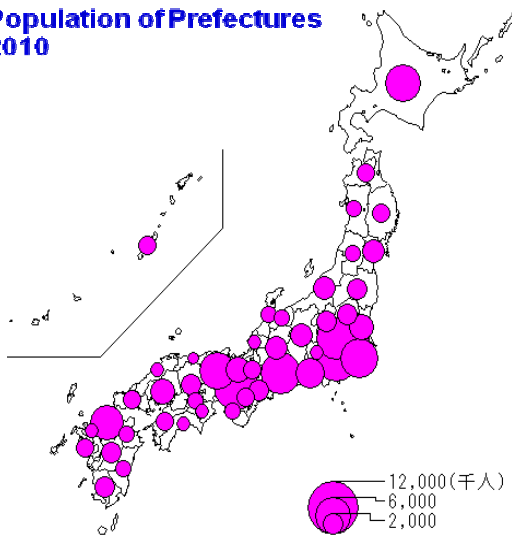 Population of Prefectures
2010
12,000(千人)
6,000
2,000